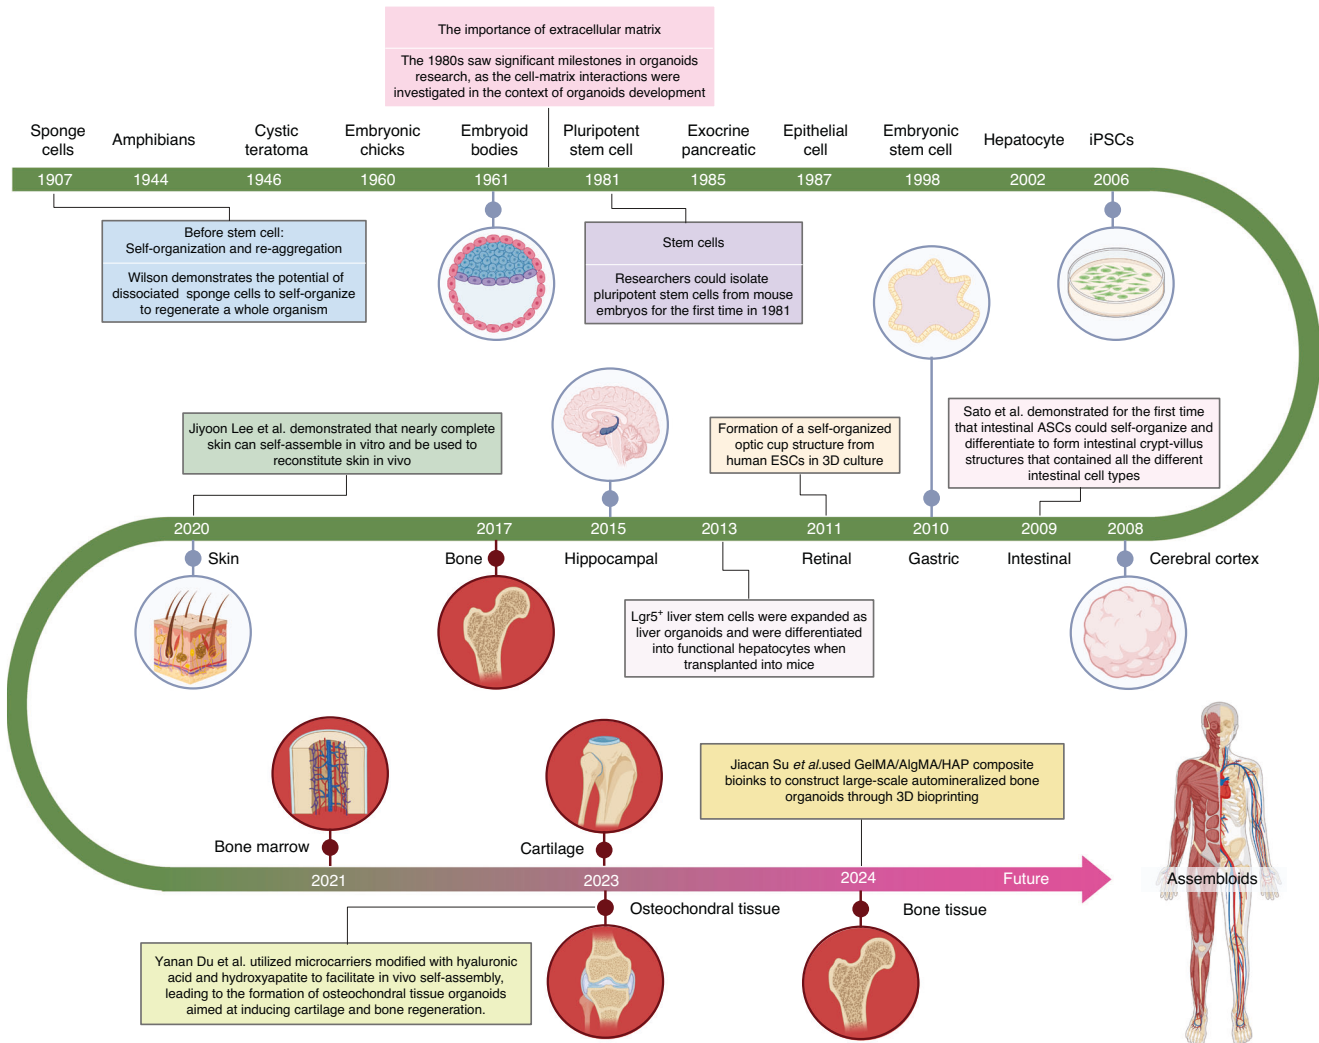 The importance of extracellular matrix
The 1980s saw significant milestones in organoids
research, as the cell-matrix interactions were
investigated in the context of organoids development
Sponge
cells
Amphibians
Cystic
teratoma
Embryonic
chicks
Embryoid
bodies
Pluripotent
stem cell
Exocrine
pancreatic
Epithelial
cell
Embryonic
stem cell
Hepatocyte
iPSCs
1907
1944
1946
1960
1961
1981
1985
1987
1998
2002
2006
Before stem cell:
Self-organization and re-aggregation
Wilson demonstrates the potential of
dissociated sponge cells to self-organize
to regenerate a whole organism
Stem cells
Researchers could isolate
pluripotent stem cells from mouse
embryos for the first time in 1981
Jiyoon Lee et al. demonstrated that nearly complete
skin can self-assemble in vitro and be used to
reconstitute skin in vivo
Formation of a self-organized
optic cup structure from
human ESCs in 3D culture
Sato et al. demonstrated for the first time
that intestinal ASCs could self-organize and
differentiate to form intestinal crypt-villus
structures that contained all the different
intestinal cell types
2020
2017
2015
2013
2011
2010
2009
2008
Skin
Bone
Hippocampal
Retinal
Gastric
Intestinal
Cerebral cortex
Lgr5⁺ liver stem cells were expanded as
liver organoids and were differentiated
into functional hepatocytes when
transplanted into mice
Jiacan Su et al.used GelMA/AlgMA/HAP composite
bioinks to construct large-scale automineralized bone
organoids through 3D bioprinting
Bone marrow
Cartilage
2021
2023
2024
Future
Assembloids
Osteochondral tissue
Bone tissue
Yanan Du et al. utilized microcarriers modified with hyaluronic
acid and hydroxyapatite to facilitate in vivo self-assembly,
leading to the formation of osteochondral tissue organoids
aimed at inducing cartilage and bone regeneration.